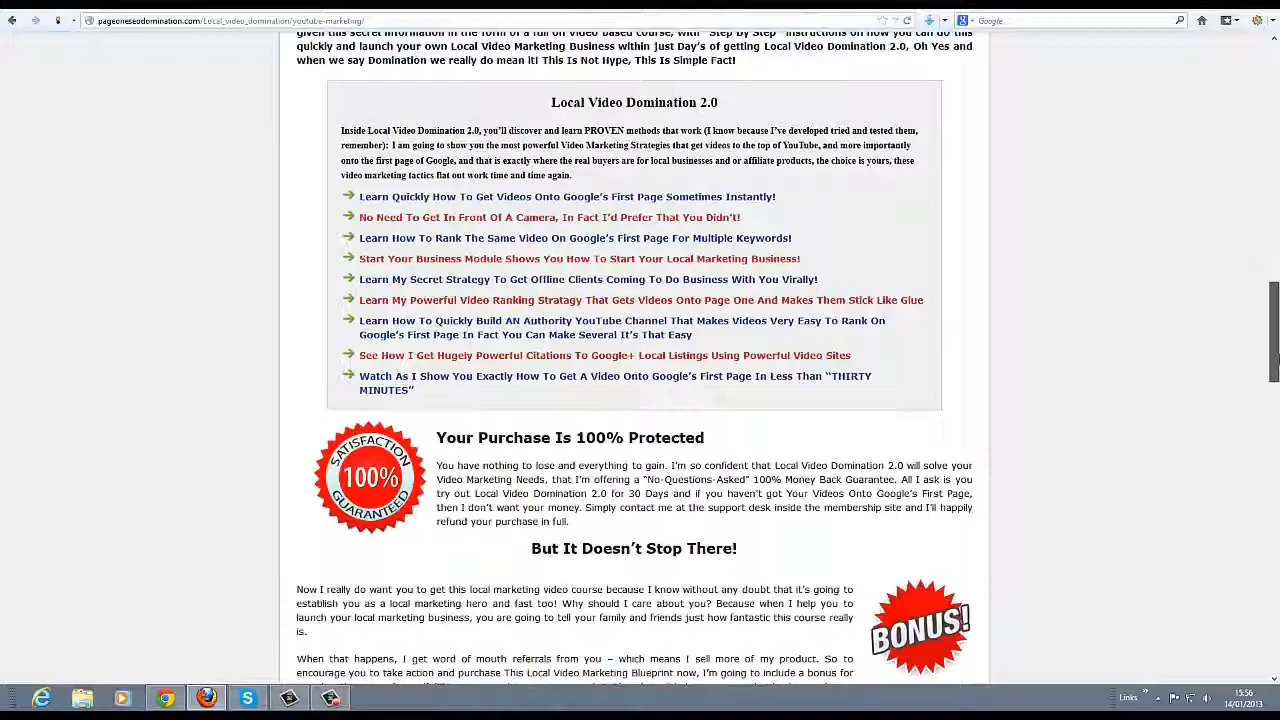 pageoneseodomination.com/Local_video_domination/youtube-marketing/
Google...
given this secret information in the form of a full on video based course, with "Step By Step" instructions on how you can do this
quickly and launch your own Local Video Marketing Business within just Day's of getting Local Video Domination 2.0, Oh Yes and
when we say Domination we really do mean it! This Is Not Hype, This Is Simple Fact!
Local Video Domination 2.0
Inside Local Video Domination 2.0, you'll discover and learn PROVEN methods that work (I know because I've developed tried and tested them,
remember): I am going to show you the most powerful Video Marketing Strategies that get videos to the top of YouTube, and more importantly
onto the first page of Google, and that is exactly where the real buyers are for local businesses and or affiliate products, the choice is yours, these
video marketing tactics flat out work time and time again.
Learn Quickly How To Get Videos Onto Google's First Page Sometimes Instantly!
No Need To Get In Front Of A Camera, In Fact I'd Prefer That You Didn't!
Learn How To Rank The Same Video On Google's First Page For Multiple Keywords!
Start Your Business Module Shows You How To Start Your Local Marketing Business!
Learn My Secret Strategy To Get Offline Clients Coming To Do Business With You Virally!
Learn My Powerful Video Ranking Stratagy That Gets Videos Onto Page One And Makes Them Stick Like Glue
Learn How To Quickly Build AN Authority YouTube Channel That Makes Videos Very Easy To Rank On
Google's First Page In Fact You Can Make Several It's That Easy
See How I Get Hugely Powerful Citations To Google+ Local Listings Using Powerful Video Sites
Watch As I Show You Exactly How To Get A Video Onto Google's First Page In Less Than "THIRTY
MINUTES"
SATISFACTION
100%
GUARANTEED
Your Purchase Is 100% Protected
You have nothing to lose and everything to gain. I'm so confident that Local Video Domination 2.0 will solve your
Video Marketing Needs, that I'm offering a "No-Questions-Asked" 100% Money Back Guarantee. All I ask is you
try out Local Video Domination 2.0 for 30 Days and if you haven't got Your Videos Onto Google's First Page,
then I don't want your money. Simply contact me at the support desk inside the membership site and I'll happily
refund your purchase in full.
But It Doesn't Stop There!
Now I really do want you to get this local marketing video course because I know without any doubt that it's going to
establish you as a local marketing hero and fast too! Why should I care about you? Because when I help you to
launch your local marketing business, you are going to tell your family and friends just how fantastic this course really
is.
BONUS!
When that happens, I get word of mouth referrals from you – which means I sell more of my product. So to
encourage you to take action and purchase This Local Video Marketing Blueprint now, I'm going to include a bonus for
Links
15:56
14/01/2013